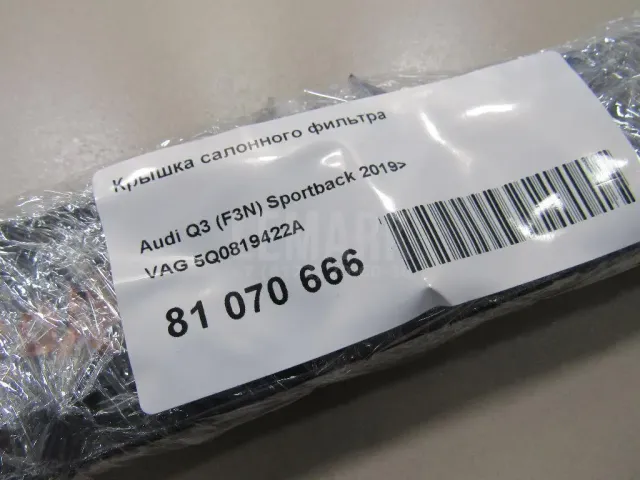 Крышка салонного фильтра
Audi Q3 (F3N) Sportback 2019>
VAG 5Q0819422A
81 070 666